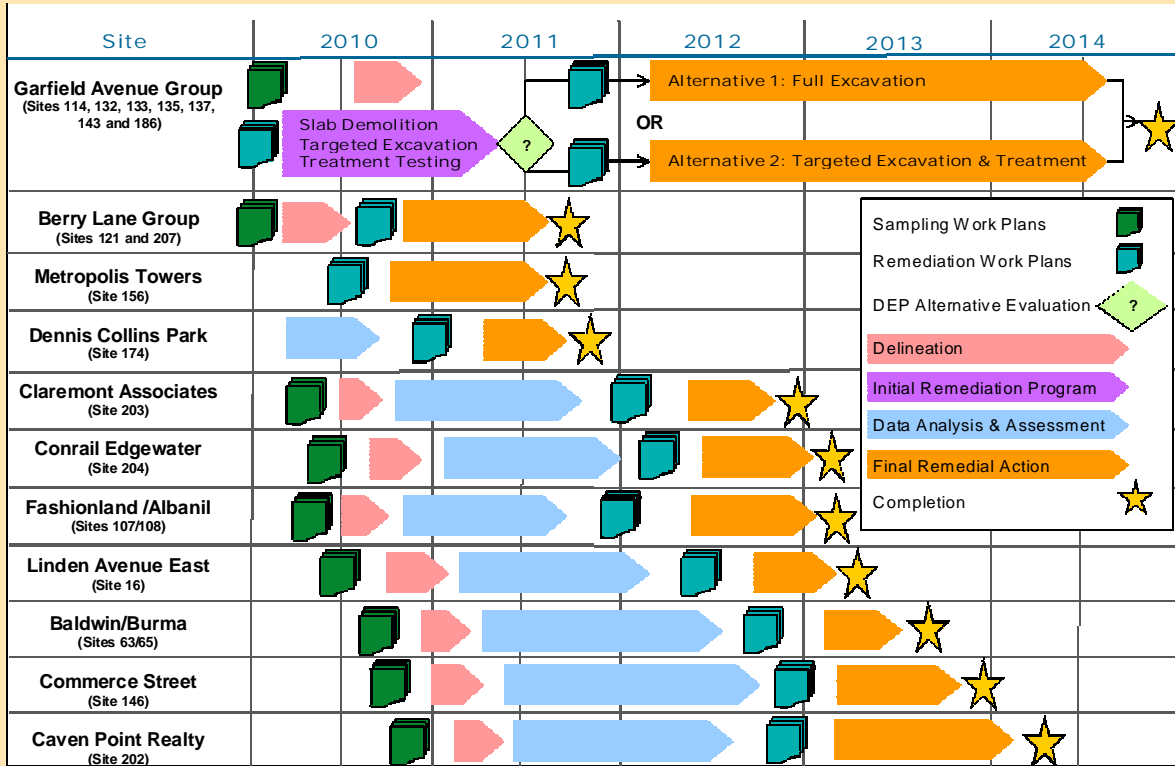 Site 2010 2011 2012 2013 2014
Garfield Avenue Group
(Sites 114, 132, 133, 135, 137,
143 and 186)
Slab Demolition
Targeted Excavation
Treatment Testing
?
Alternative 1: Full Excavation
OR
Alternative 2: Targeted Excavation & Treatment
Berry Lane Group
(Sites 121 and 207)
Metropolis Towers
(Site 156)
Dennis Collins Park
(Site 174)
Claremont Associates
(Site 203)
Conrail Edgewater
(Site 204)
Fashionland /Albanil
(Sites 107/108)
Linden Avenue East
(Site 16)
Baldwin/Burma
(Sites 63/65)
Commerce Street
(Site 146)
Caven Point Realty
(Site 202)
Sampling Work Plans
Remediation Work Plans
DEP Alternative Evaluation ?
Delineation
Initial Remediation Program
Data Analysis & Assessment
Final Remedial Action
Completion